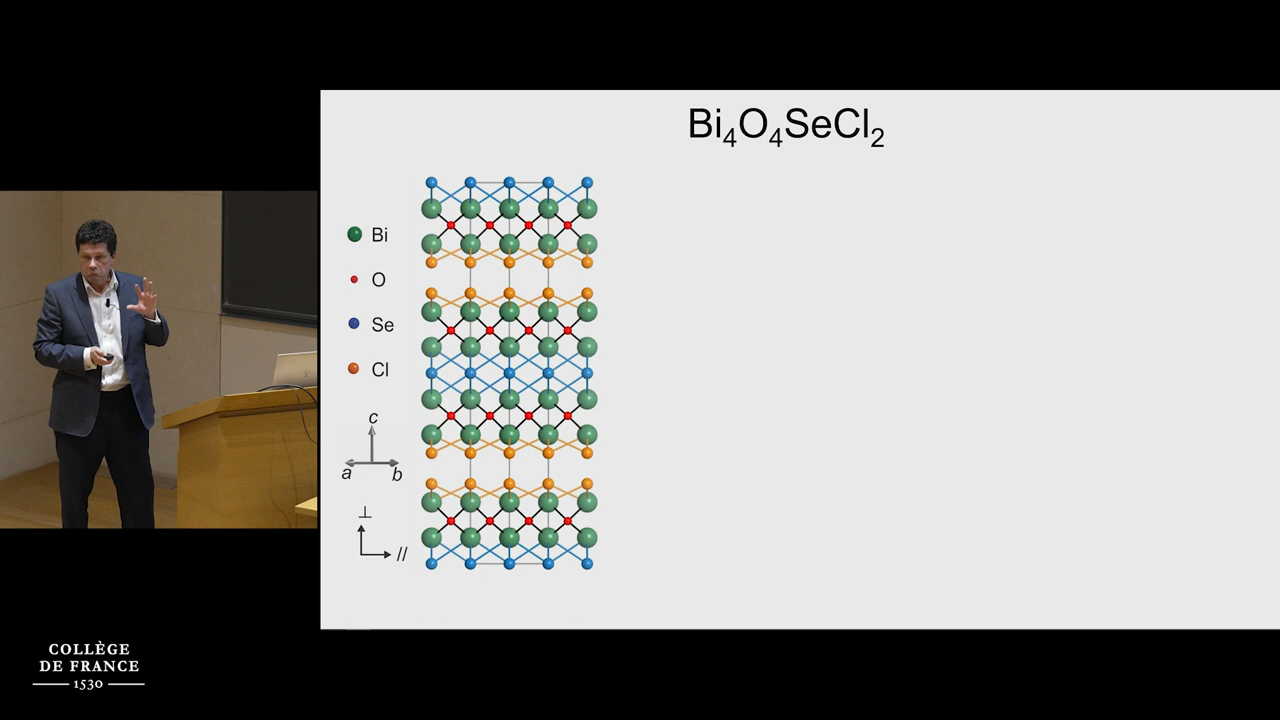 Bi₄O₄SeCl₂
Bi
O
Se
Cl
c
a
b
⊥
//
COLLÈGE
DE FRANCE
1530